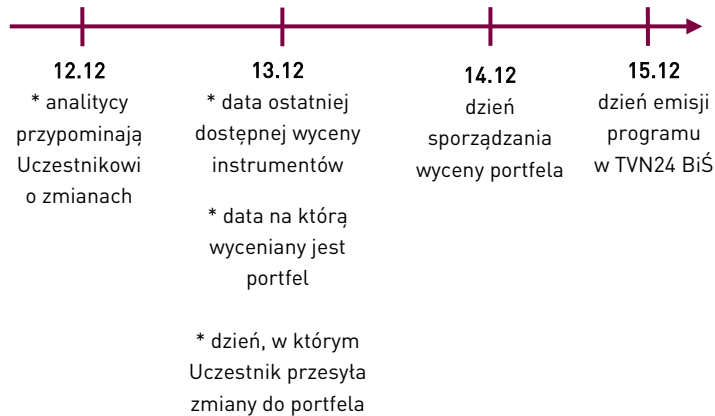 12.12
* analitycy
przypominają
Uczestnikowi
o zmianach
13.12
* data ostatniej
dostępnej wyceny
instrumentów
* data na którą
wyceniany jest
portfel
* dzień, w którym
Uczestnik przesyła
zmiany do portfela
14.12
dzień
sporządzania
wyceny portfela
15.12
dzień emisji
programu
w TVN24 BiŚ